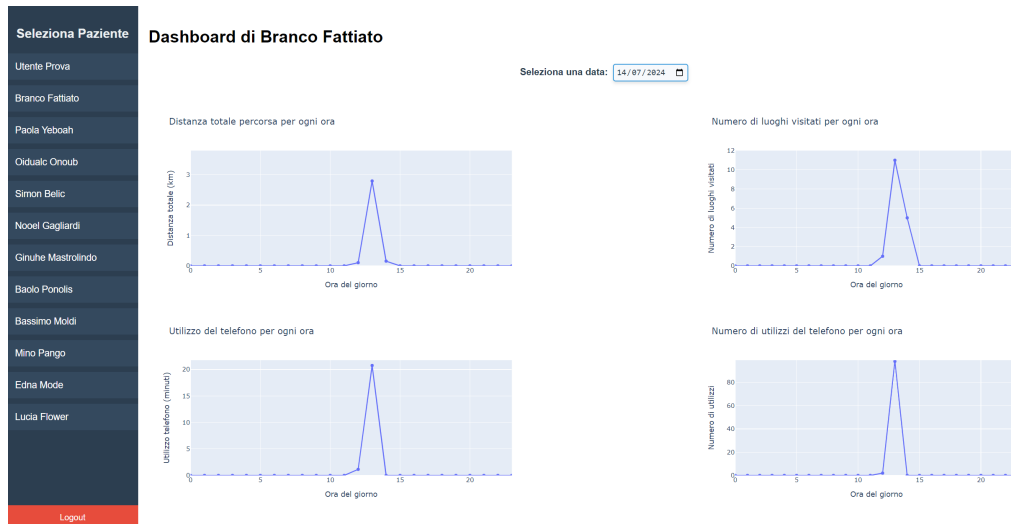 Seleziona Paziente
Utente Prova
Branco Fattiato
Paola Yeboah
Oidualc Onoub
Simon Belic
Nooel Gagliardi
Ginuhe Mastrolindo
Baolo Ponolis
Bassimo Moldi
Mino Pango
Edna Mode
Lucia Flower
Logout
Dashboard di Branco Fattiato
Seleziona una data: 14/07/2024
Distanza totale percorsa per ogni ora
Distanza totale (km)
3
2
1
0
0 5 10 15 20
Ora del giorno
Numero di luoghi visitati per ogni ora
Numero di luoghi visitati
12
10
8
6
4
2
0
0 5 10 15 20
Ora del giorno
Utilizzo del telefono per ogni ora
Utilizzo telefono (minuti)
20
15
10
5
0
0 5 10 15 20
Ora del giorno
Numero di utilizzi del telefono per ogni ora
Numero di utilizzi
80
60
40
20
0
0 5 10 15 20
Ora del giorno